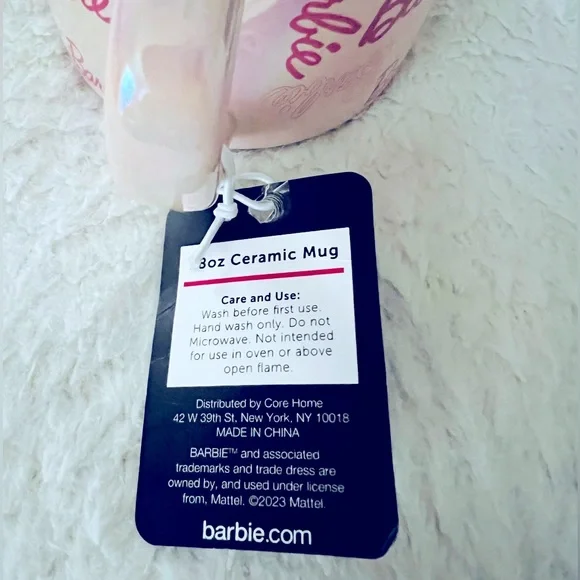 Barbie
8oz Ceramic Mug
Care and Use:
Wash before first use.
Hand wash only. Do not
Microwave. Not intended
for use in oven or above
open flame.
Distributed by Core Home
42 W 39th St, New York, NY 10018
MADE IN CHINA
BARBIE™ and associated
trademarks and trade dress are
owned by, and used under license
from, Mattel. ©2023 Mattel.
barbie.com